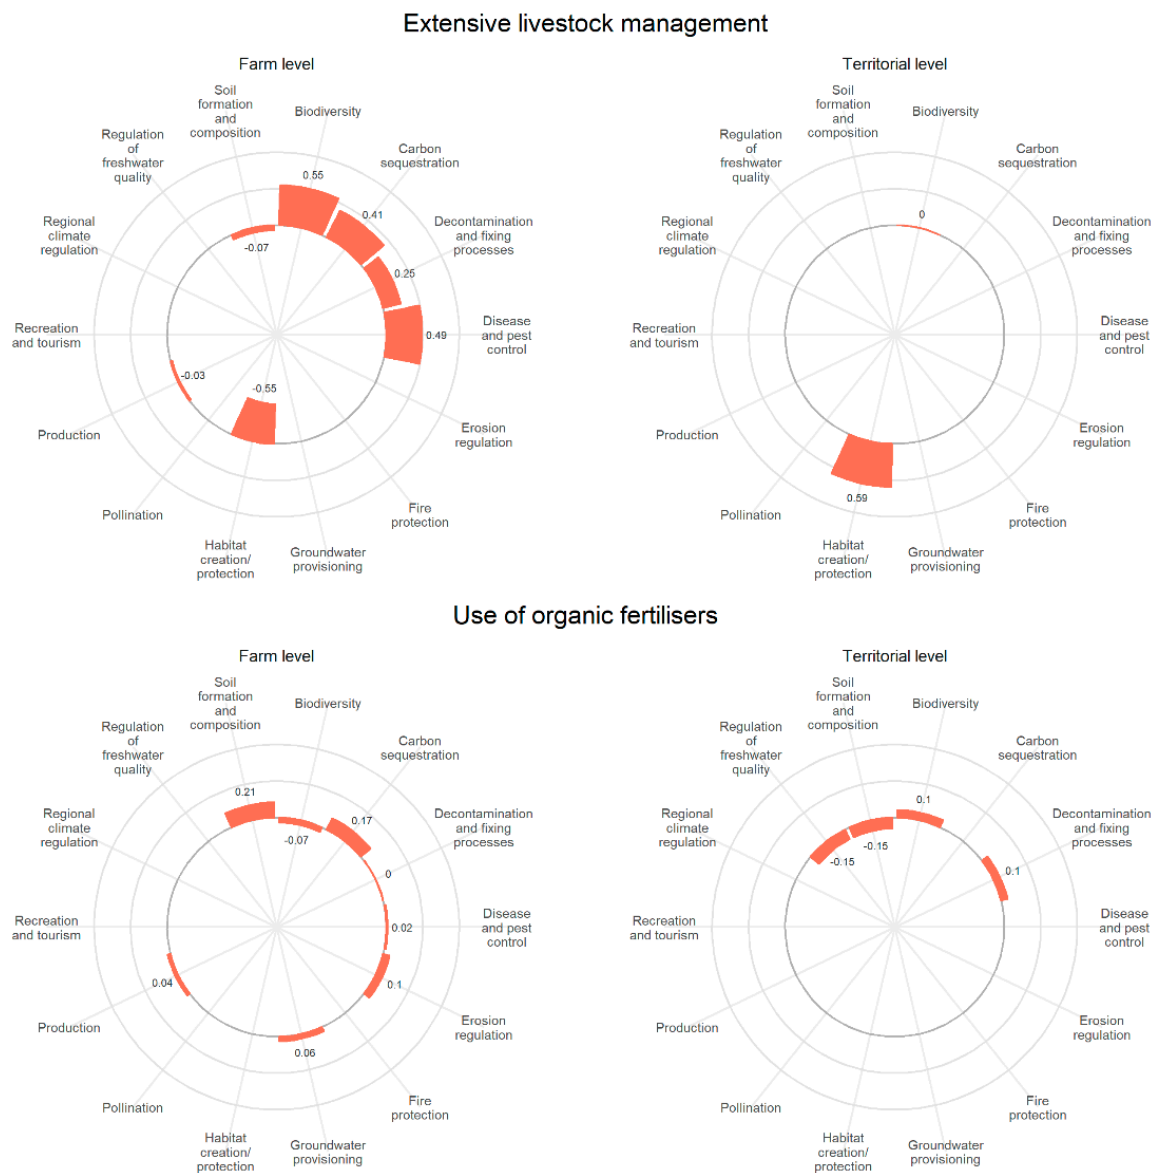 Extensive livestock management
Farm level
Soil
formation
and
composition
Biodiversity
Regulation
of
freshwater
quality
Carbon
sequestration
Regional
climate
regulation
Decontamination
and fixing
processes
Recreation
and tourism
Disease
and pest
control
Production
Erosion
regulation
Pollination
Fire
protection
Habitat
creation/
protection
Groundwater
provisioning
0.55
0.41
0.25
0.49
-0.55
-0.03
-0.07
Territorial level
Soil
formation
and
composition
Biodiversity
Regulation
of
freshwater
quality
Carbon
sequestration
Regional
climate
regulation
Decontamination
and fixing
processes
Recreation
and tourism
Disease
and pest
control
Production
Erosion
regulation
Pollination
Fire
protection
Habitat
creation/
protection
Groundwater
provisioning
0
0.59
Use of organic fertilisers
Farm level
Soil
formation
and
composition
Biodiversity
Regulation
of
freshwater
quality
Carbon
sequestration
Regional
climate
regulation
Decontamination
and fixing
processes
Recreation
and tourism
Disease
and pest
control
Production
Erosion
regulation
Pollination
Fire
protection
Habitat
creation/
protection
Groundwater
provisioning
0.21
-0.07
0.17
0
0.02
0.1
0.06
0.04
Territorial level
Soil
formation
and
composition
Biodiversity
Regulation
of
freshwater
quality
Carbon
sequestration
Regional
climate
regulation
Decontamination
and fixing
processes
Recreation
and tourism
Disease
and pest
control
Production
Erosion
regulation
Pollination
Fire
protection
Habitat
creation/
protection
Groundwater
provisioning
0.1
0.1
-0.15
-0.15